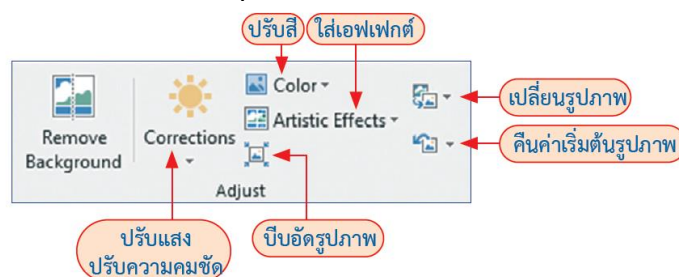 ปรับสี
ใส่เอฟเฟกต์
Color
Artistic Effects
Remove
Background
Corrections
Adjust
เปลี่ยนรูปภาพ
คืนค่าเริ่มต้นรูปภาพ
ปรับแสง
ปรับความคมชัด
บีบอัดรูปภาพ